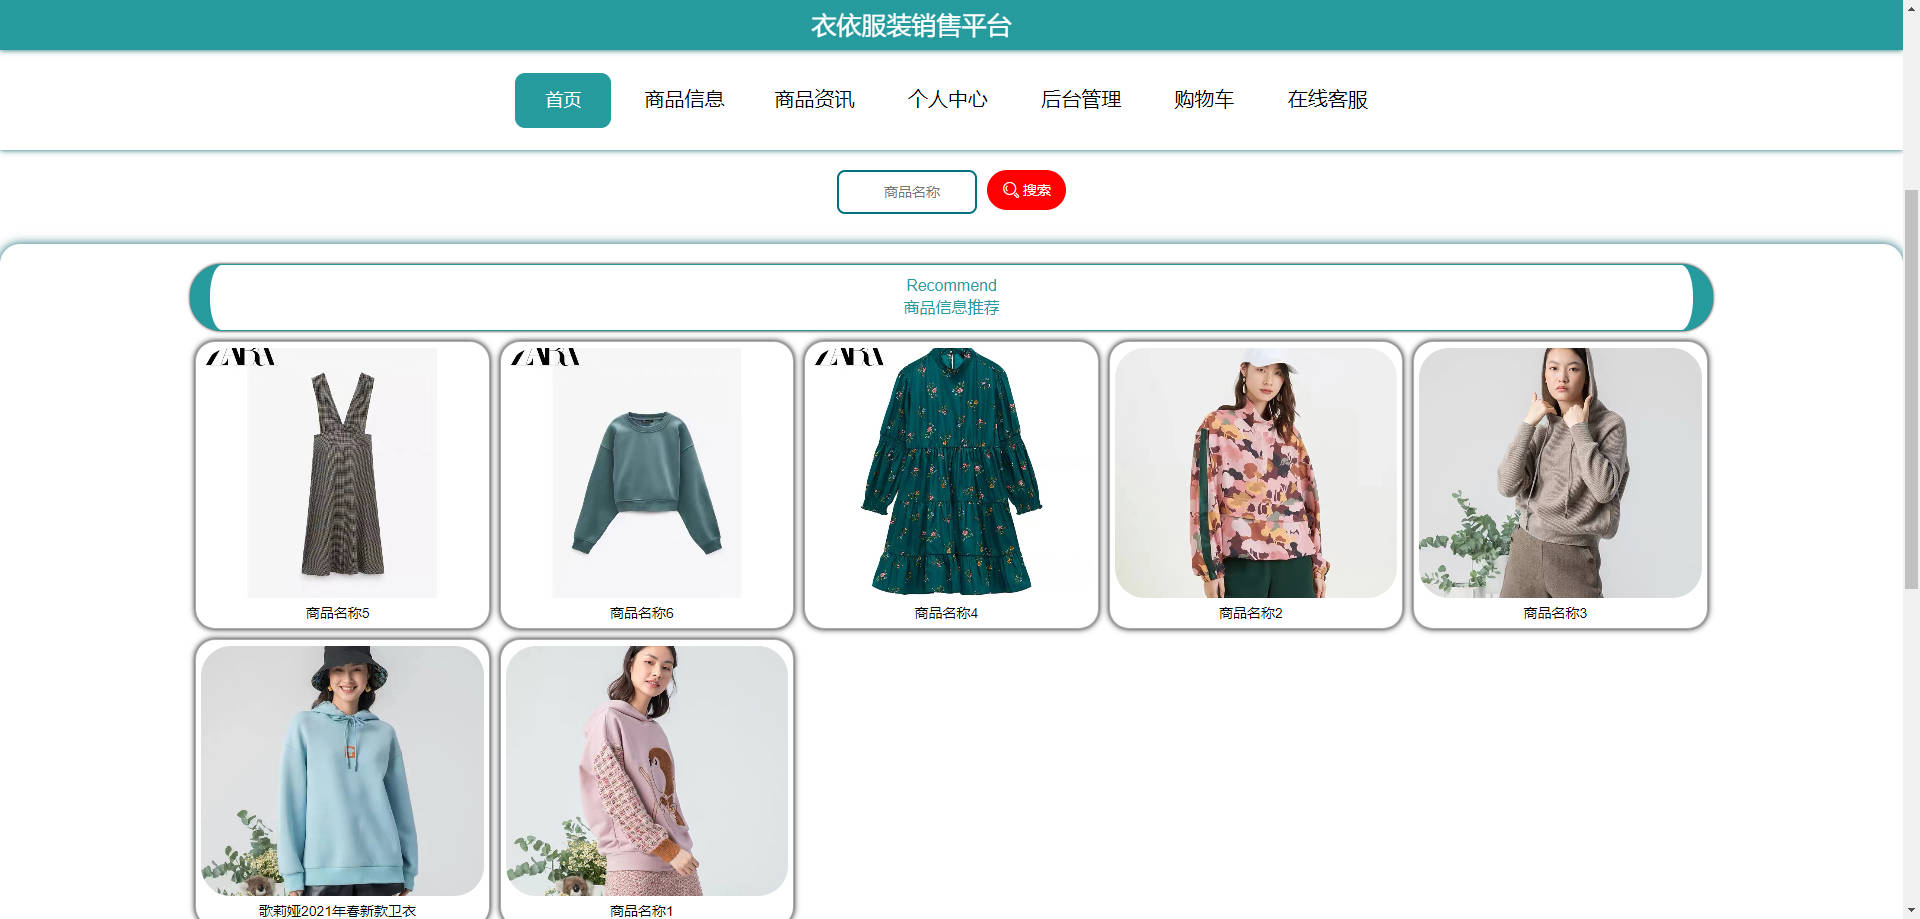 衣依服装销售平台
首页 商品信息 商品资讯 个人中心 后台管理 购物车 在线客服
商品名称 搜索
Recommend
商品信息推荐
ZARA ZARA ZARA
商品名称5 商品名称6 商品名称4 商品名称2 商品名称3
G
歌莉娅2021年春新款卫衣 商品名称1